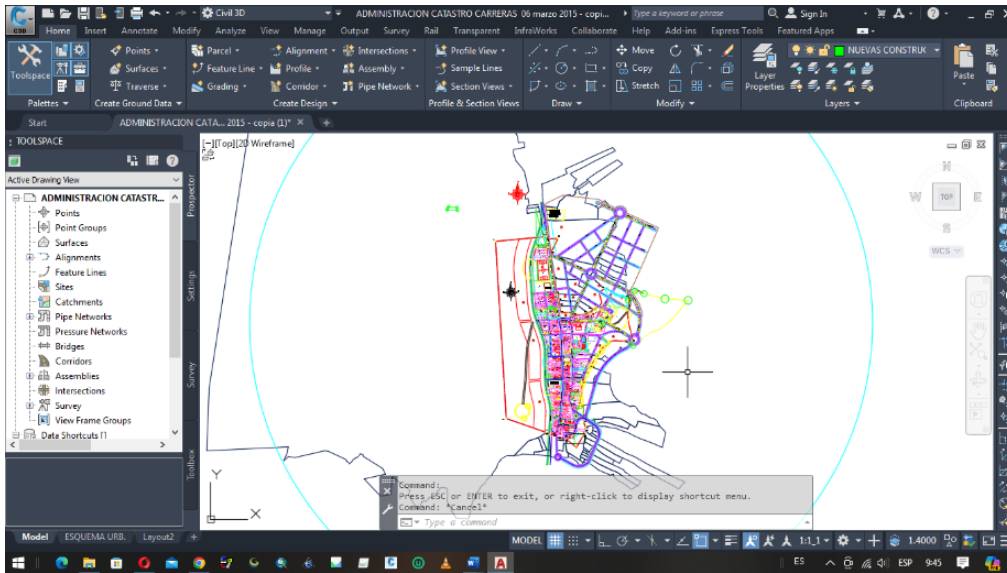 C3D
Civil 3D
ADMINISTRACION CATASTRO CARRERAS 06 marzo 2015 - copi...
Type a keyword or phrase
Sign In
Home Insert Annotate Modify Analyze View Manage Output Survey Rail Transparent InfraWorks Collaborate Help Add-ins Express Tools Featured Apps
Toolspace
Points
Surfaces
Traverse
Parcel
Feature Line
Grading
Alignment
Profile
Corridor
Intersections
Assembly
Pipe Network
Profile View
Sample Lines
Section Views
Move
Copy
Stretch
Layer
Properties
NUEVAS CONSTRUK
Paste
Palettes
Create Ground Data
Create Design
Profile & Section Views
Draw
Modify
Layers
Clipboard
Start
ADMINISTRACION CATA... 2015 - copia (1)*
TOOLSPACE
Active Drawing View
ADMINISTRACION CATASTR...
Points
Point Groups
Surfaces
Alignments
Feature Lines
Sites
Catchments
Pipe Networks
Pressure Networks
Bridges
Corridors
Assemblies
Intersections
Survey
View Frame Groups
Data Shortcuts []
Prospector
Settings
Survey
Toolbox
[-][Top][2D Wireframe]
N
W
TOP
E
S
WCS
Y
X
Command:
Press ESC or ENTER to exit, or right-click to display shortcut menu.
Command: *Cancel*
Type a command
Model
ESQUEMA URB.
Layout2
MODEL
1:1_1
1.4000
ES
ESP
9:45